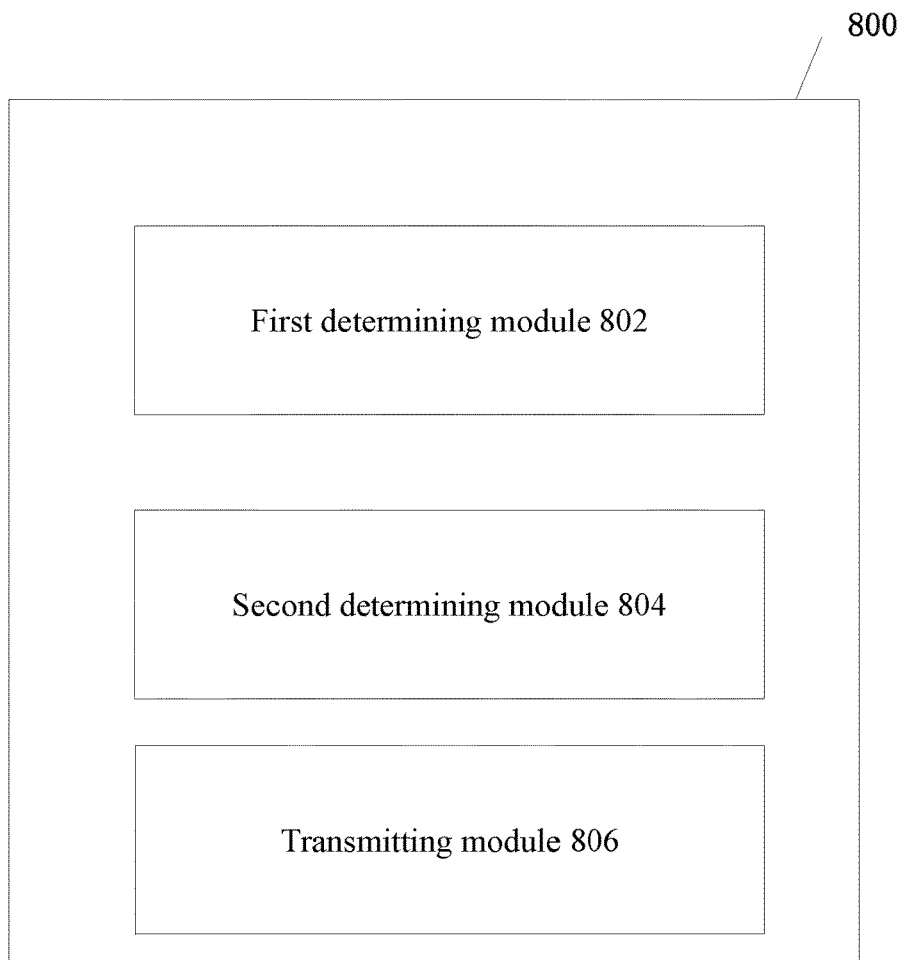 800
First determining module 802
Second determining module 804
Transmitting module 806